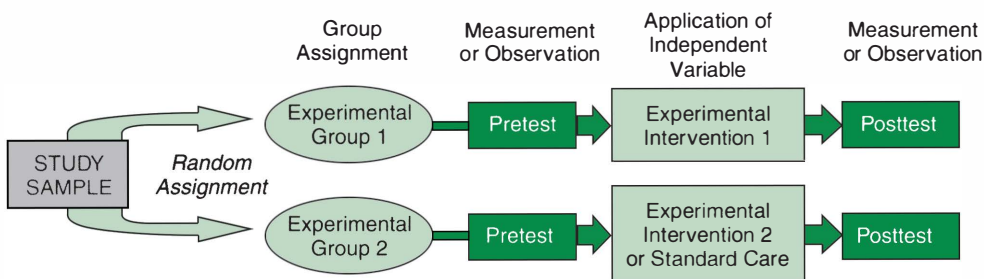 Group
Assignment
Measurement
or Observation
Application of
Independent
Variable
Measurement
or Observation
STUDY
SAMPLE
Random
Assignment
Experimental
Group 1
Pretest
Experimental
Intervention 1
Posttest
Experimental
Group 2
Pretest
Experimental
Intervention 2
or Standard Care
Posttest